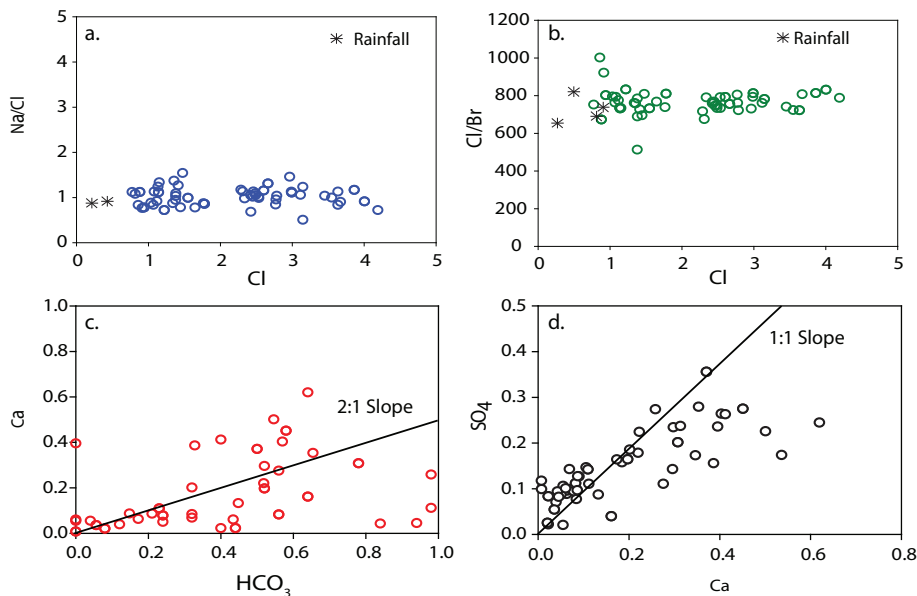 a.
✳ Rainfall
Na/Cl
5
4
3
2
1
0
0 1 2 3 4 5
Cl
b.
✳ Rainfall
Cl/Br
1200
1000
800
600
400
200
0
0 1 2 3 4 5
Cl
c.
2:1 Slope
Ca
1.0
0.8
0.6
0.4
0.2
0.0
0.0 0.2 0.4 0.6 0.8 1.0
HCO₃
d.
1:1 Slope
SO₄
0.5
0.4
0.3
0.2
0.1
0.0
0.0 0.2 0.4 0.6 0.8
Ca